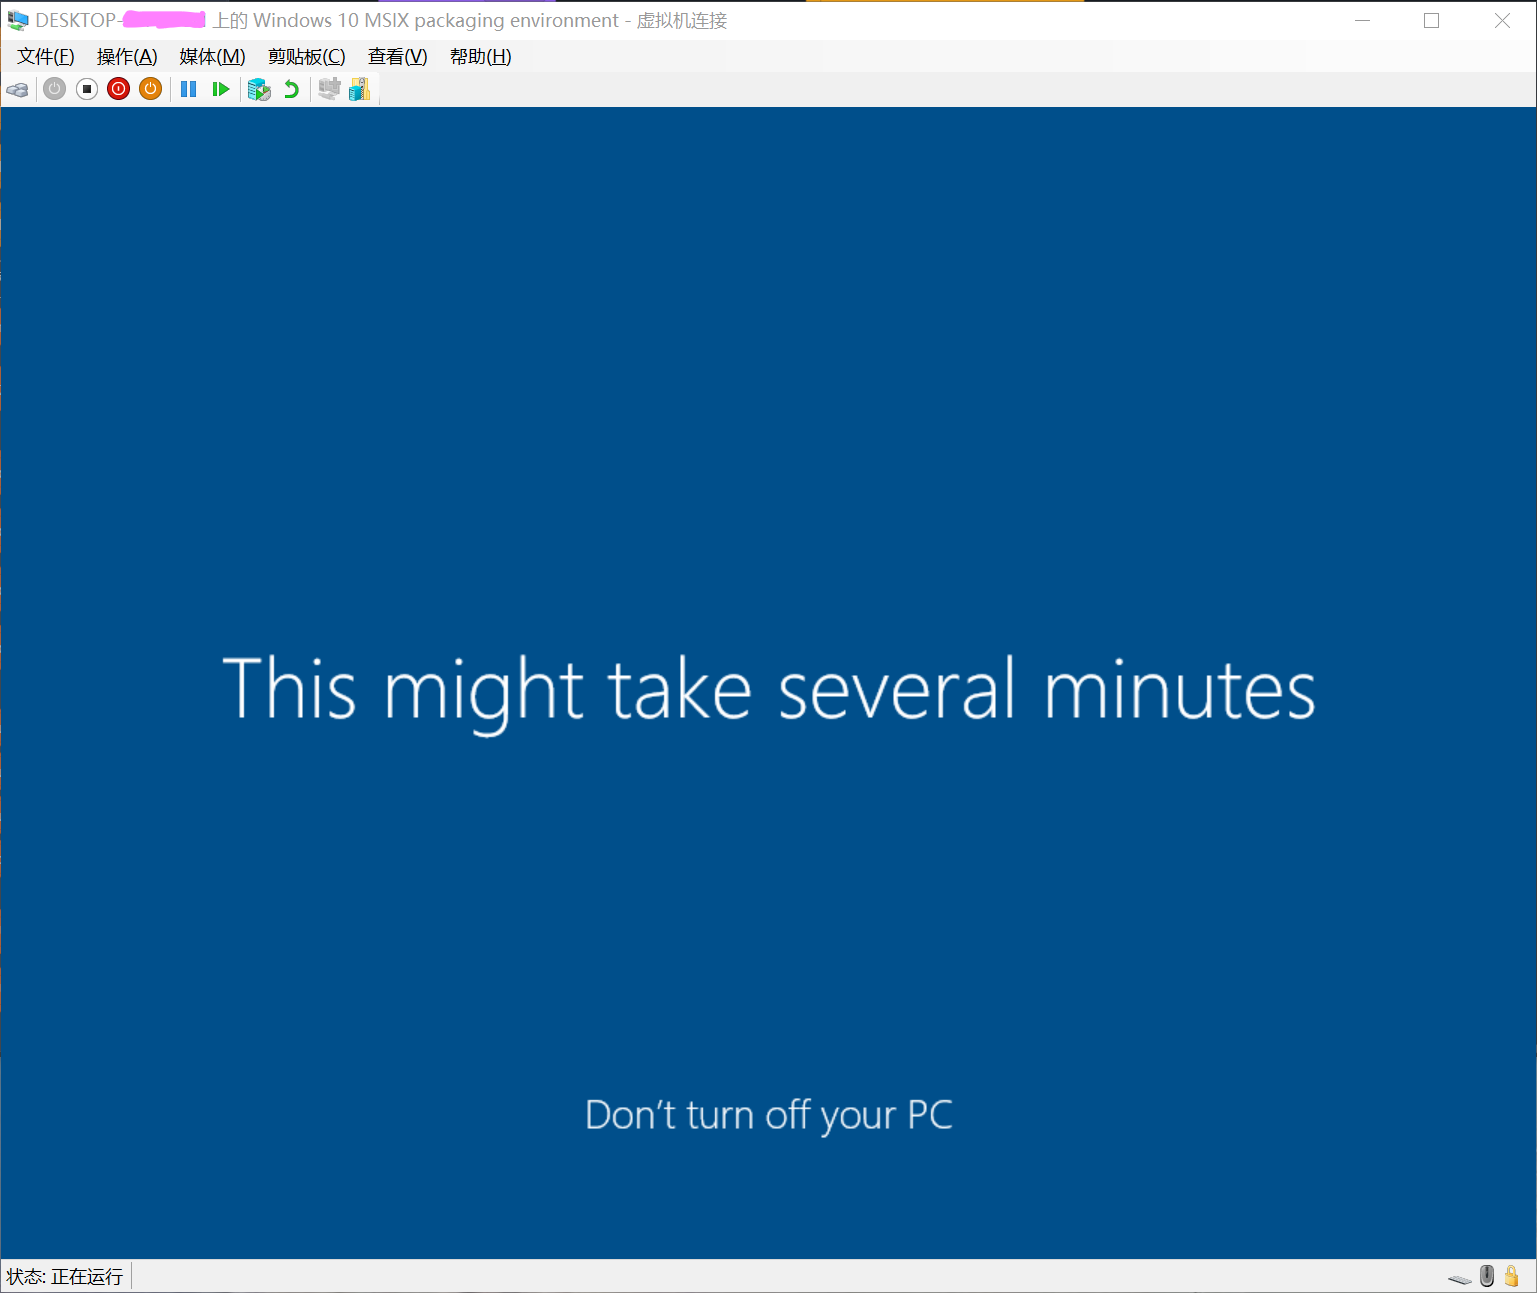 DESKTOP- 上的 Windows 10 MSIX packaging environment - 虚拟机连接
文件(F) 操作(A) 媒体(M) 剪贴板(C) 查看(V) 帮助(H)
This might take several minutes
Don't turn off your PC
状态: 正在运行